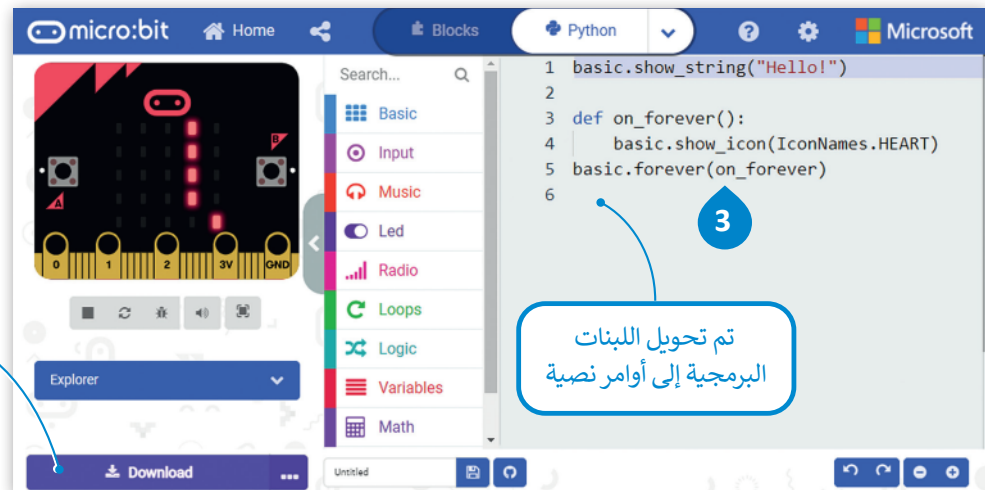 micro:bit Home Blocks Python Microsoft
B
A
0 1 2 3V GND
Explorer
Download ...
Search...
Basic
Input
Music
Led
Radio
Loops
Logic
Variables
Math
Untitled
1 basic.show_string("Hello!")
2
3 def on_forever():
4 basic.show_icon(IconNames.HEART)
5 basic.forever(on_forever)
6
3
تم تحويل اللبنات
البرمجية إلى أوامر نصية